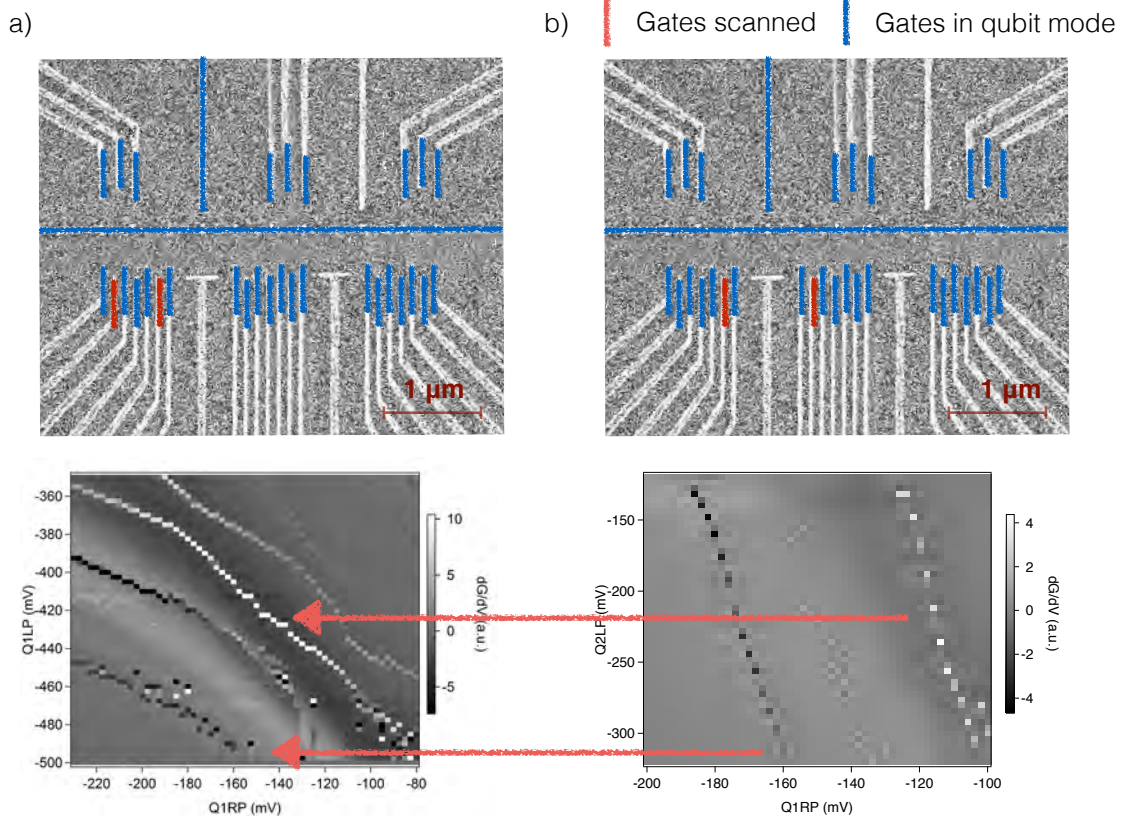 a)
b)
Gates scanned
Gates in qubit mode
1 μm
1 μm
-360
-380
-400
-420
-440
-460
-480
-500
Q1LP (mV)
-220
-200
-180
-160
-140
-120
-100
-80
Q1RP (mV)
10
5
0
-5
dG/dV (a.u.)
-150
-200
-250
-300
Q2LP (mV)
-200
-180
-160
-140
-120
-100
Q1RP (mV)
4
2
0
-2
-4
dG/dV (a.u.)